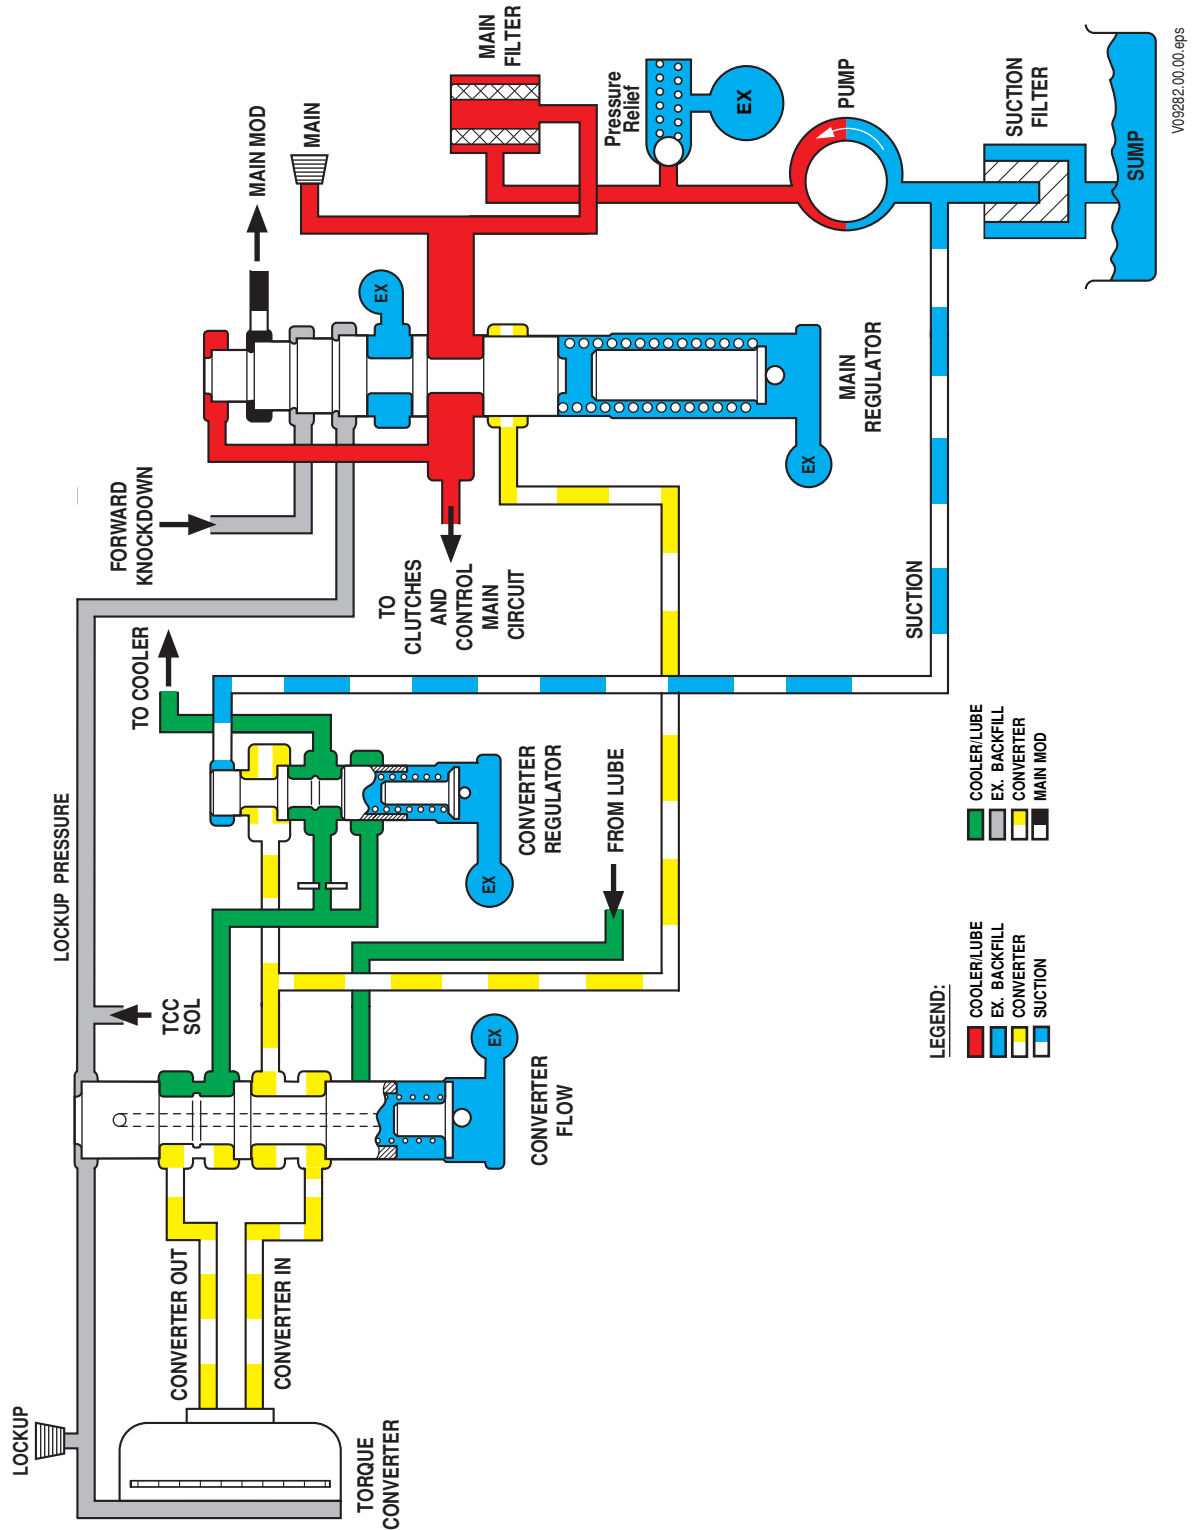 LOCKUP
TORQUE
CONVERTER
CONVERTER OUT
CONVERTER IN
LOCKUP PRESSURE
TCC
SOL
CONVERTER
FLOW
EX
TO COOLER
CONVERTER
REGULATOR
EX
FROM LUBE
FORWARD
KNOCKDOWN
TO
CLUTCHES
AND
CONTROL
MAIN
CIRCUIT
SUCTION
MAIN MOD
MAIN
EX
MAIN
REGULATOR
EX
MAIN
FILTER
Pressure
Relief
EX
PUMP
SUCTION
FILTER
SUMP
LEGEND:
COOLER/LUBE
EX. BACKFILL
CONVERTER
SUCTION
COOLER/LUBE
EX. BACKFILL
CONVERTER
MAIN MOD
V09282.00.00.eps